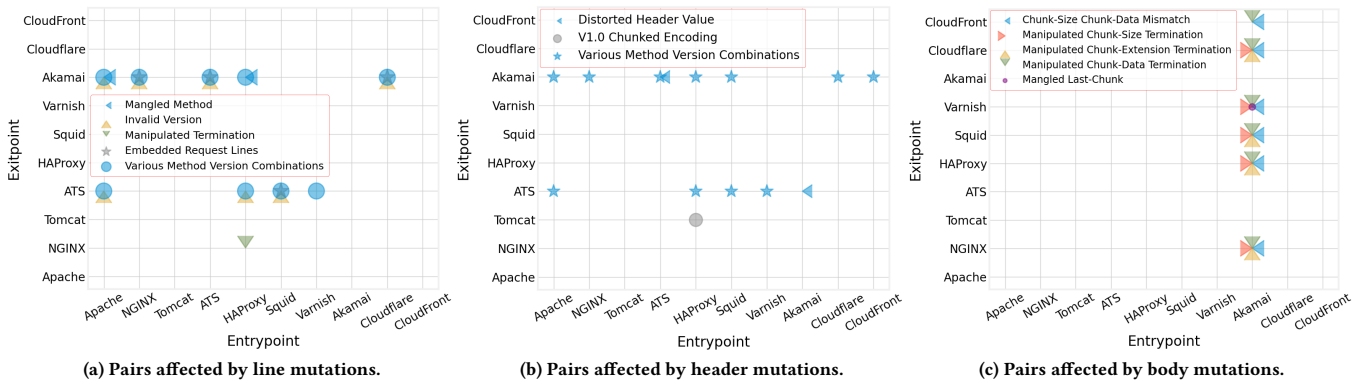 CloudFront
Cloudflare
Akamai
Varnish
Squid
HAProxy
ATS
Tomcat
NGINX
Apache
Exitpoint
Mangled Method
Invalid Version
Manipulated Termination
Embedded Request Lines
Various Method Version Combinations
Apache
NGINX
Tomcat
ATS
HAProxy
Squid
Varnish
Akamai
Cloudflare
CloudFront
Entrypoint
(a) Pairs affected by line mutations.
CloudFront
Cloudflare
Akamai
Varnish
Squid
HAProxy
ATS
Tomcat
NGINX
Apache
Exitpoint
Distorted Header Value
V1.0 Chunked Encoding
Various Method Version Combinations
Apache
NGINX
Tomcat
ATS
HAProxy
Squid
Varnish
Akamai
Cloudflare
CloudFront
Entrypoint
(b) Pairs affected by header mutations.
CloudFront
Cloudflare
Akamai
Varnish
Squid
HAProxy
ATS
Tomcat
NGINX
Apache
Exitpoint
Chunk-Size Chunk-Data Mismatch
Manipulated Chunk-Size Termination
Manipulated Chunk-Extension Termination
Manipulated Chunk-Data Termination
Mangled Last-Chunk
Apache
NGINX
Tomcat
ATS
HAProxy
Squid
Varnish
Akamai
Cloudflare
CloudFront
Entrypoint
(c) Pairs affected by body mutations.